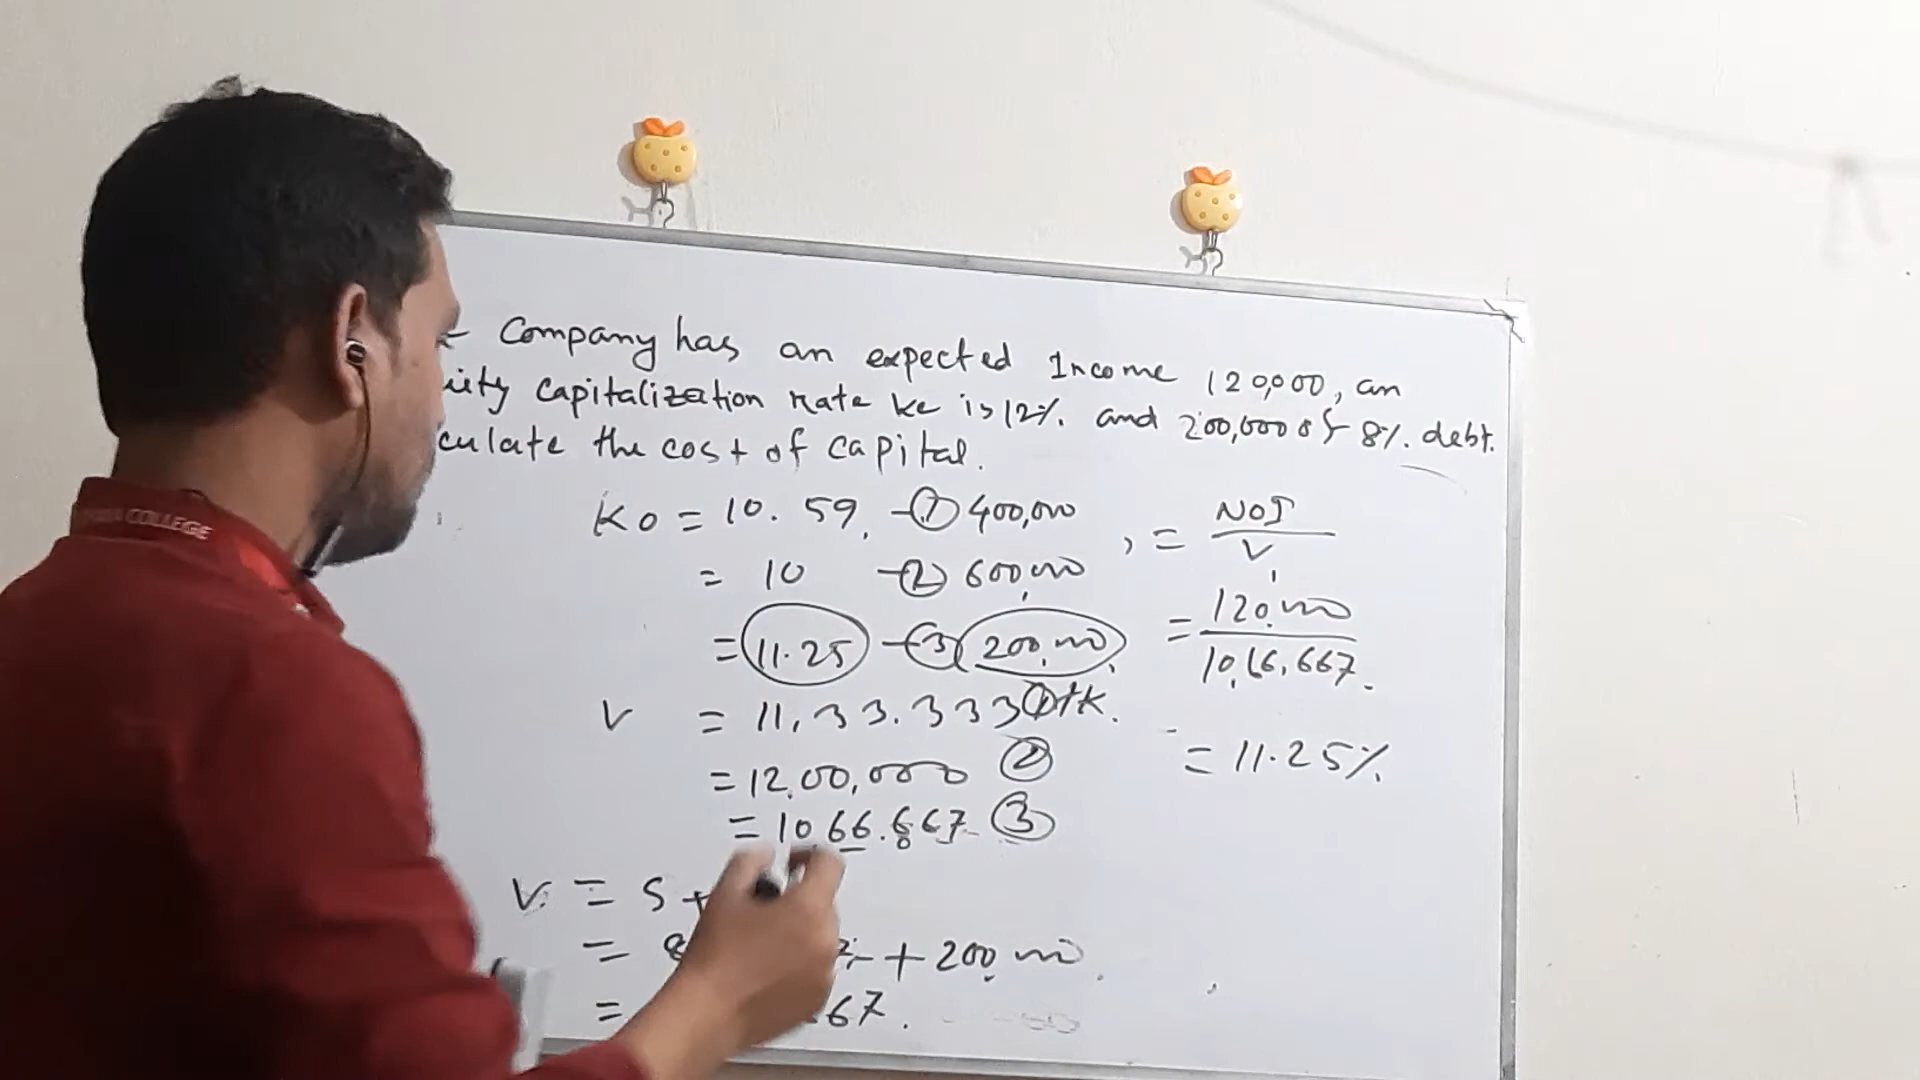 Company has an expected Income 120,000, an
uity capitalization rate ke is 12%. and 200,000 of 8%. debt.
culate the cost of capital.
Ko = 10.59, - ① 400,000
= 10 - ② 600,000
= 11.25 - ③ 200,000
V = 11,33.333 ① tk.
= 12,00,000 ②
= 1066.667 ③
V = S +
= 8 + 200,000
= 67.
, = NOI / V
= 120,000 / 10,66,667.
= 11.25%
COLLEGE